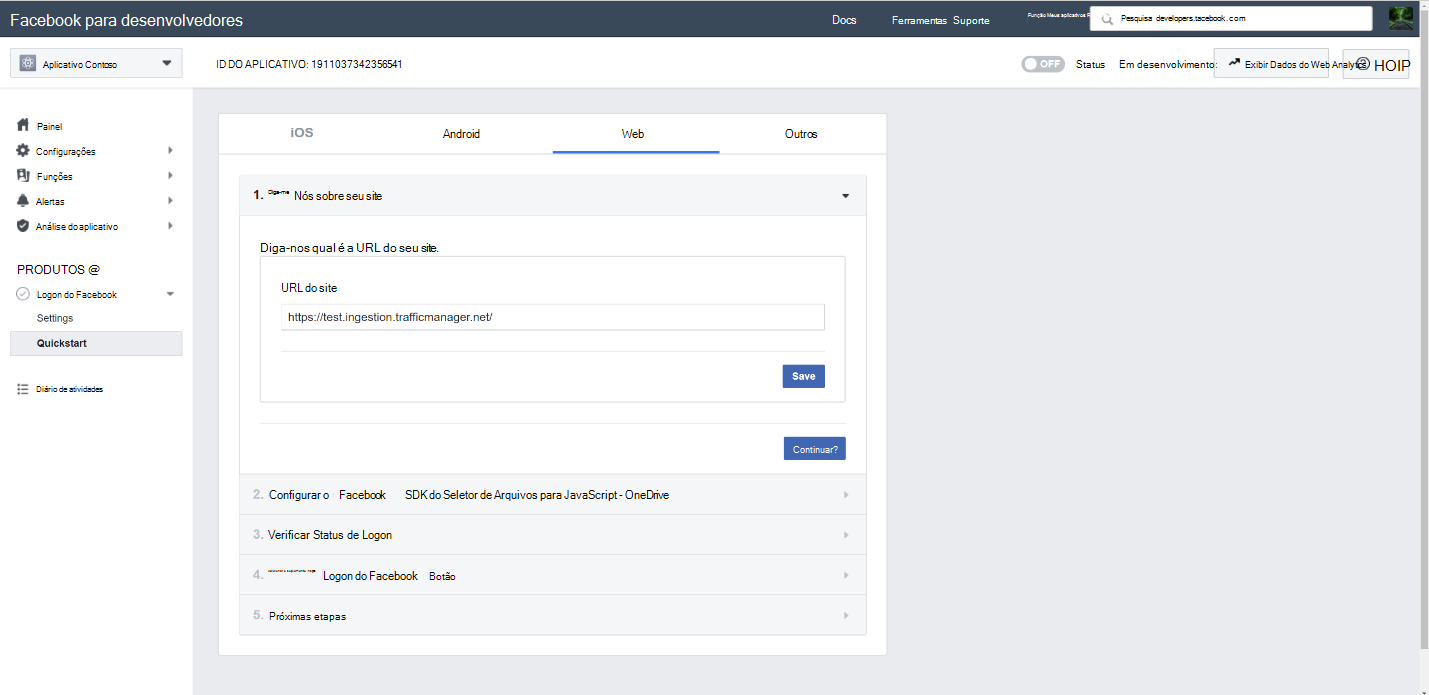 Facebook para desenvolvedores
Docs
Ferramentas Suporte
Função Meus aplicativos
Pesquisa developers.facebook.com
Aplicativo Contoso
ID DO APLICATIVO: 1911037342356541
OFF
Status
Em desenvolvimento:
Exibir Dados do Web Analytics
HOIP
Painel
Configurações
Funções
Alertas
Análise do aplicativo
PRODUTOS @
Logon do Facebook
Settings
Quickstart
Diário de atividades
iOS
Android
Web
Outros
1. Diga-me Nós sobre seu site
Diga-nos qual é a URL do seu site.
URL do site
https://test.ingestion.trafficmanager.net/
Save
Continuar?
2. Configurar o Facebook SDK do Seletor de Arquivos para JavaScript - OneDrive
3. Verificar Status de Logon
4. Logon do Facebook Botão
5. Próximas etapas